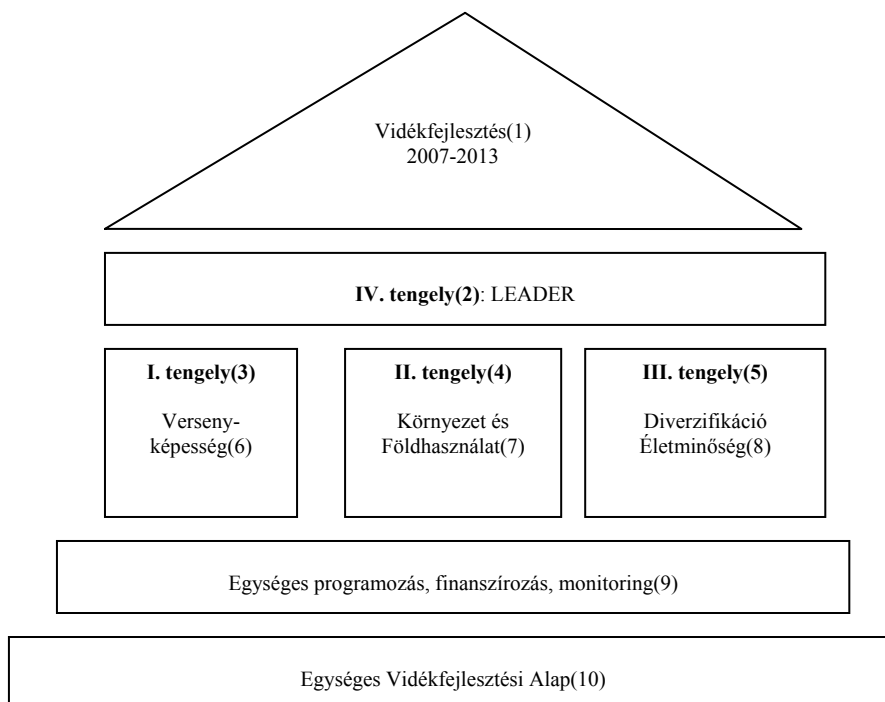 Vidékfejlesztés(1)
2007-2013
IV. tengely(2): LEADER
I. tengely(3)
Verseny-
képesség(6)
II. tengely(4)
Környezet és
Földhasználat(7)
III. tengely(5)
Diverzifikáció
Életminőség(8)
Egységes programozás, finanszírozás, monitoring(9)
Egységes Vidékfejlesztési Alap(10)